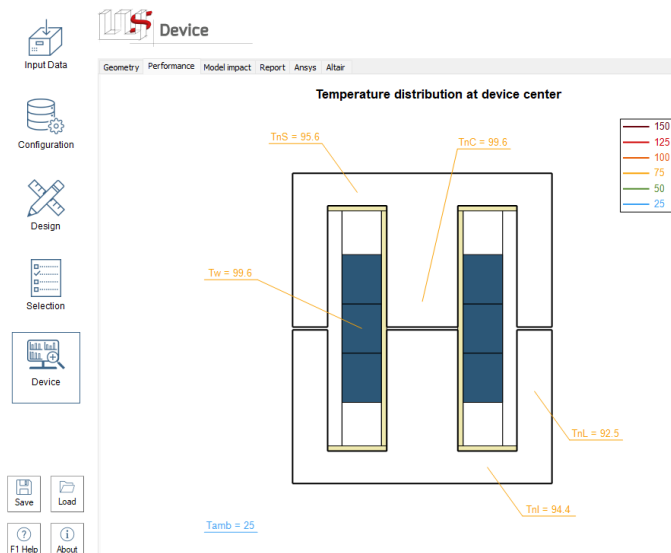 Input Data
Configuration
Design
Selection
Device
Save
Load
F1 Help
About
Device
Geometry Performance Model impact Report Ansys Altair
Temperature distribution at device center
TnS = 95.6
TnC = 99.6
Tw = 99.6
TnL = 92.5
TnI = 94.4
Tamb = 25
150
125
100
75
50
25